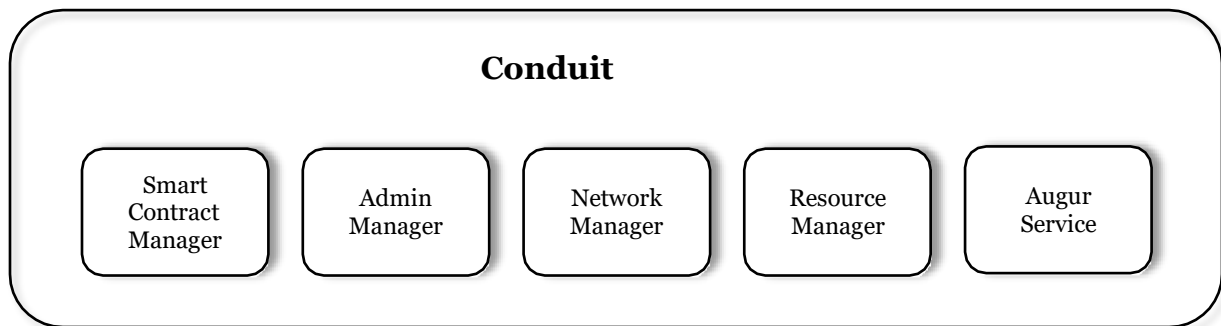 Conduit
Smart
Contract
Manager
Admin
Manager
Network
Manager
Resource
Manager
Augur
Service